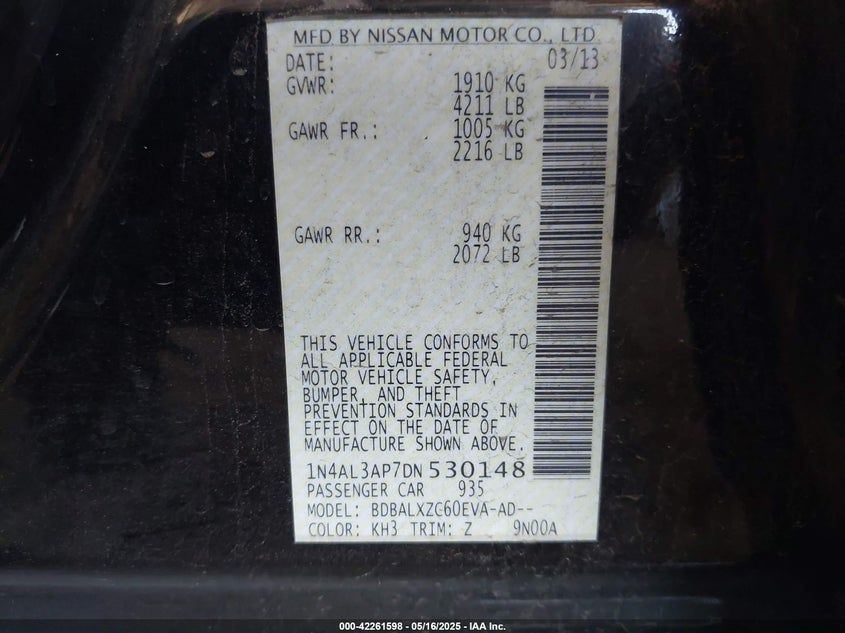 MFD BY NISSAN MOTOR CO., LTD.
DATE: 03/13
GVWR: 1910 KG
4211 LB
GAWR FR.: 1005 KG
2216 LB
GAWR RR.: 940 KG
2072 LB
THIS VEHICLE CONFORMS TO
ALL APPLICABLE FEDERAL
MOTOR VEHICLE SAFETY,
BUMPER, AND THEFT
PREVENTION STANDARDS IN
EFFECT ON THE DATE OF
MANUFACTURE SHOWN ABOVE.
1N4AL3AP7DN530148
PASSENGER CAR 935
MODEL: BDBALXZC60EVA-AD--
COLOR: KH3 TRIM: Z 9N00A
000-42261598 - 05/16/2025 - IAA Inc.